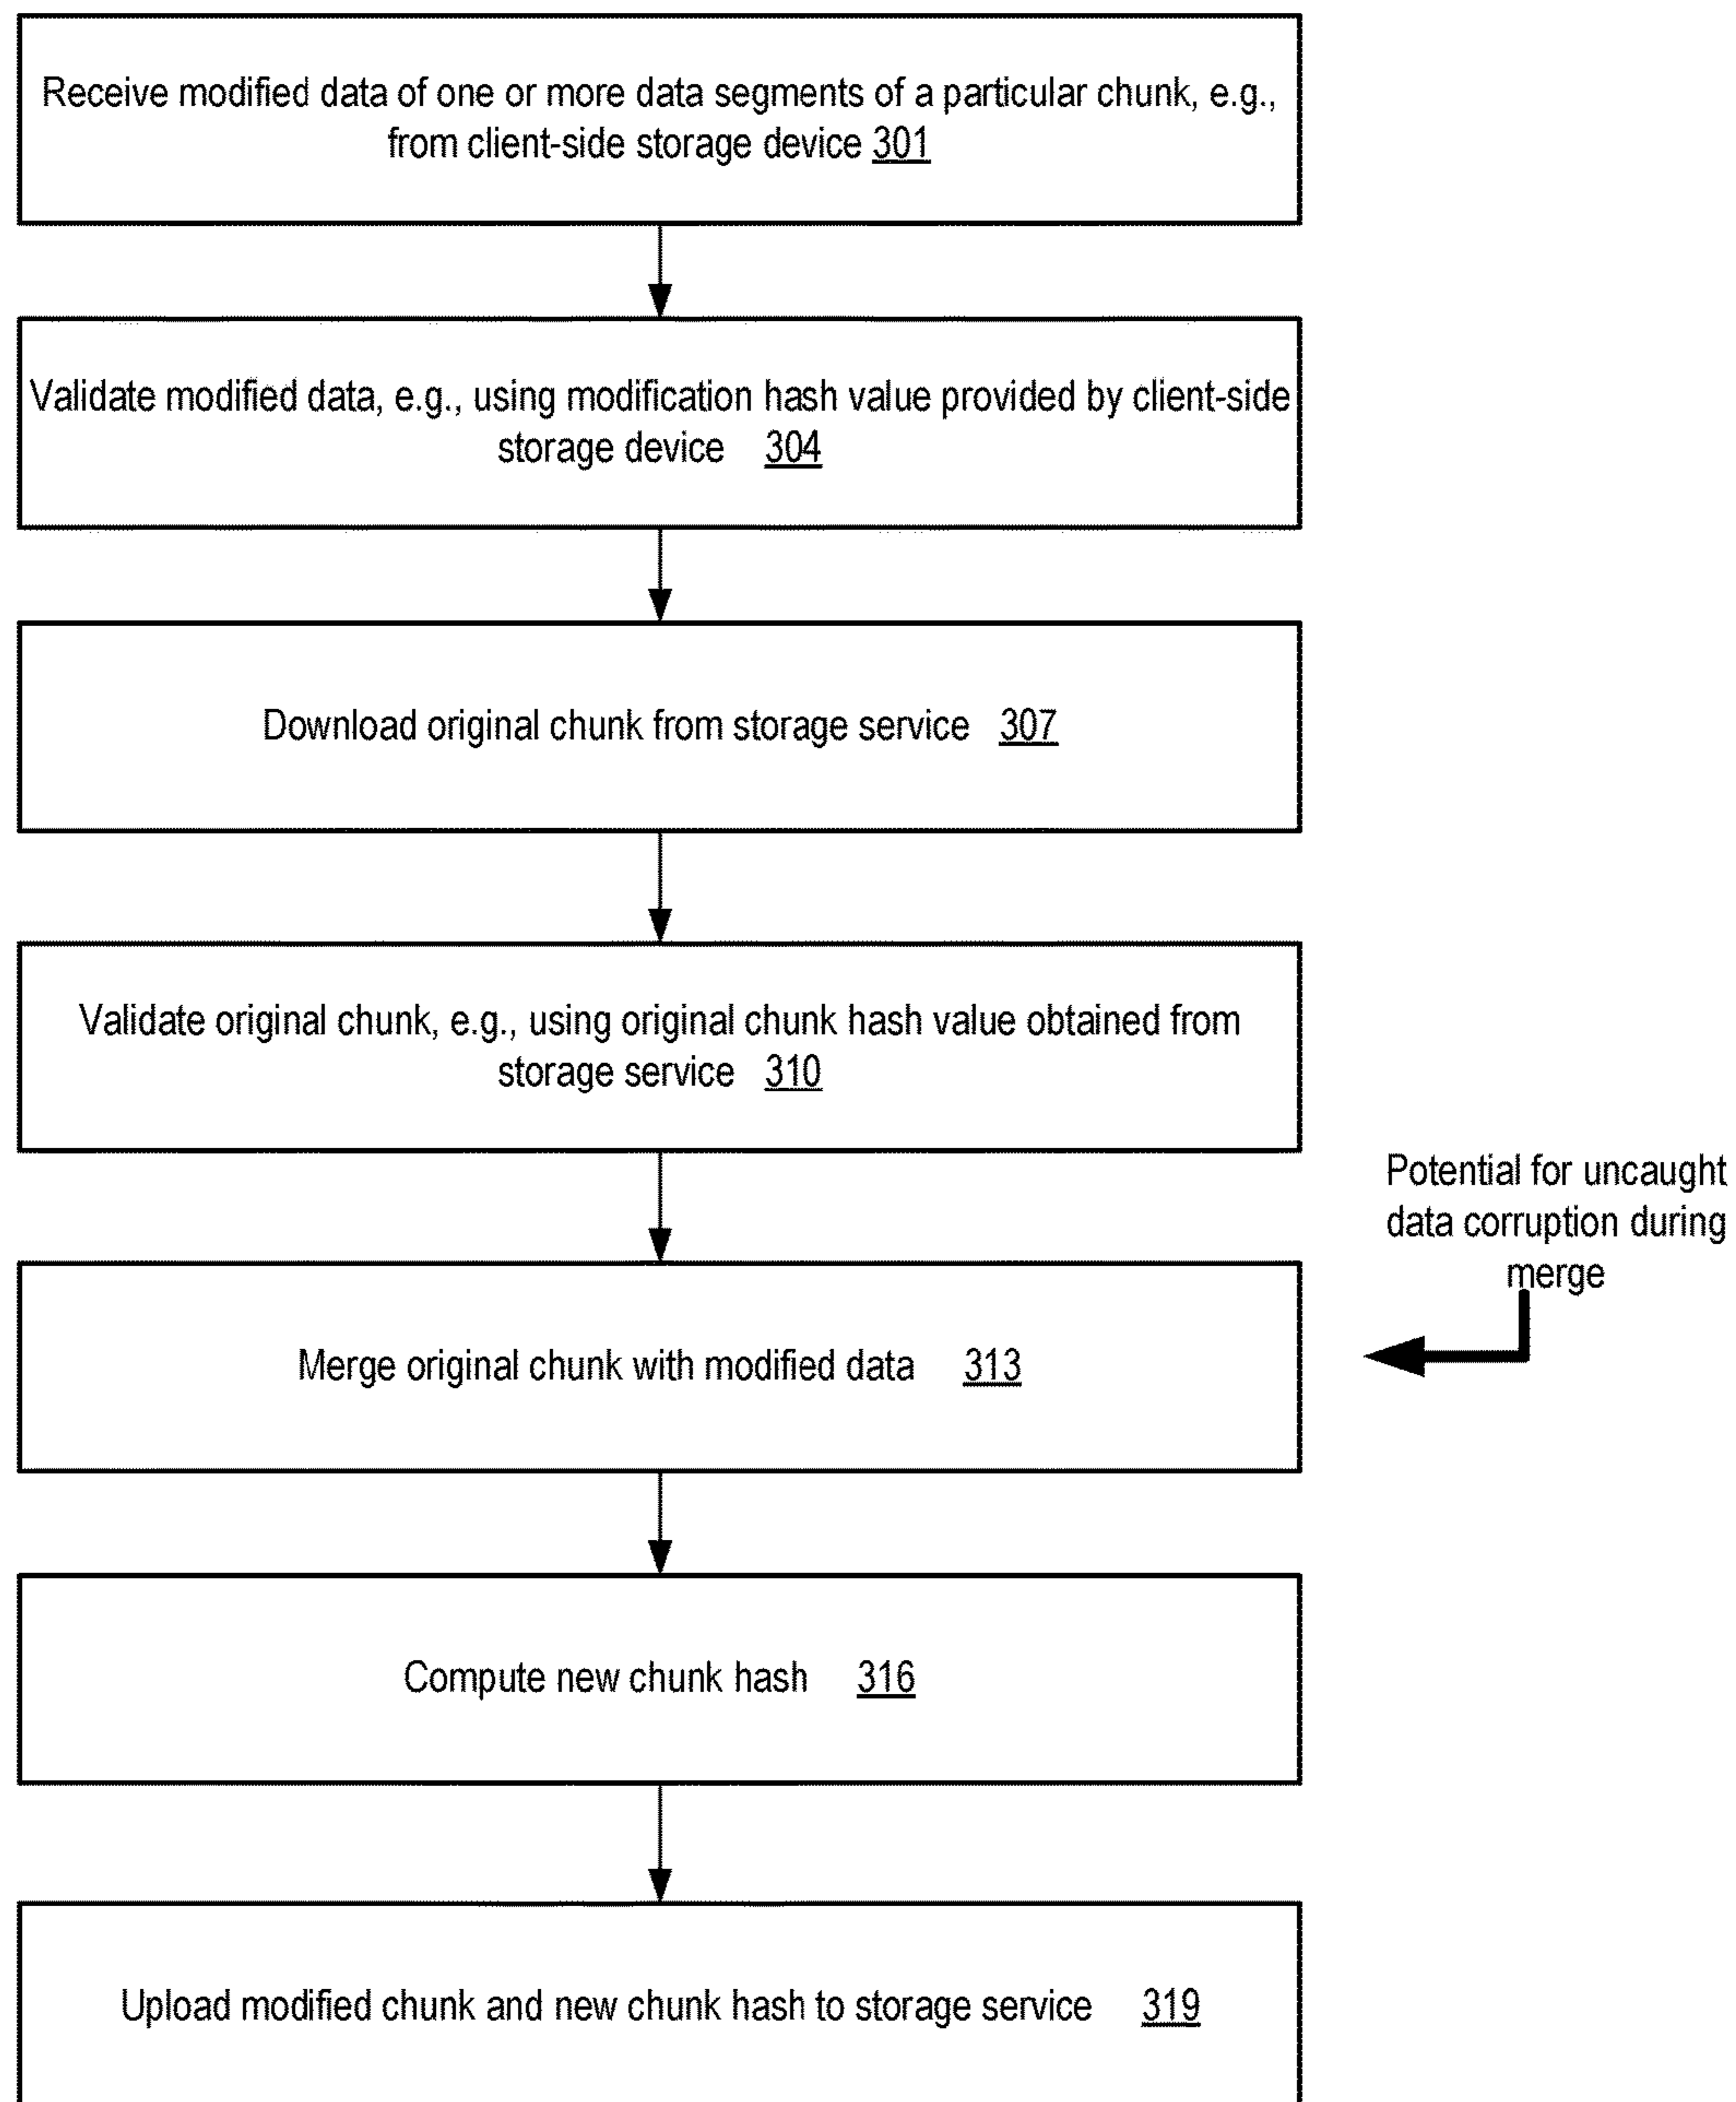 Receive modified data of one or more data segments of a particular chunk, e.g.,
from client-side storage device 301
Validate modified data, e.g., using modification hash value provided by client-side
storage device 304
Download original chunk from storage service 307
Validate original chunk, e.g., using original chunk hash value obtained from
storage service 310
Potential for uncaught
data corruption during
merge
Merge original chunk with modified data 313
Compute new chunk hash 316
Upload modified chunk and new chunk hash to storage service 319